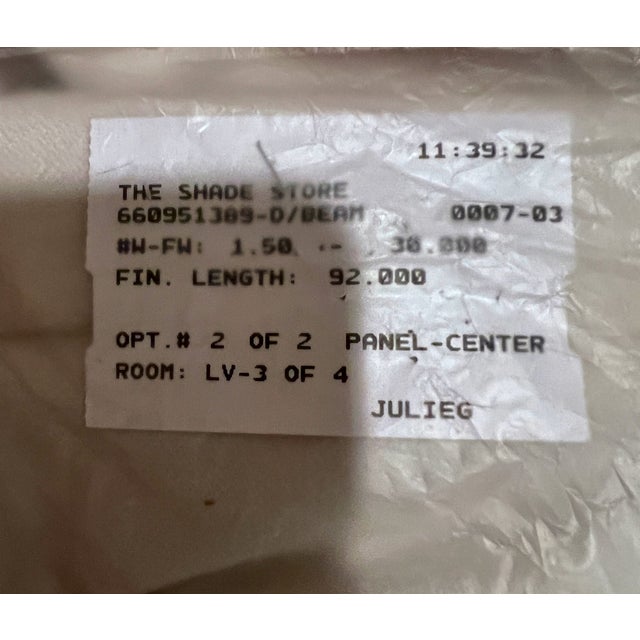 11:39:32
THE SHADE STORE
660951389-D/BEAM 0007-03
#W-FW: 1.50 -- 30.000
FIN. LENGTH: 92.000
OPT.# 2 OF 2 PANEL-CENTER
ROOM: LV-3 OF 4
JULIEG